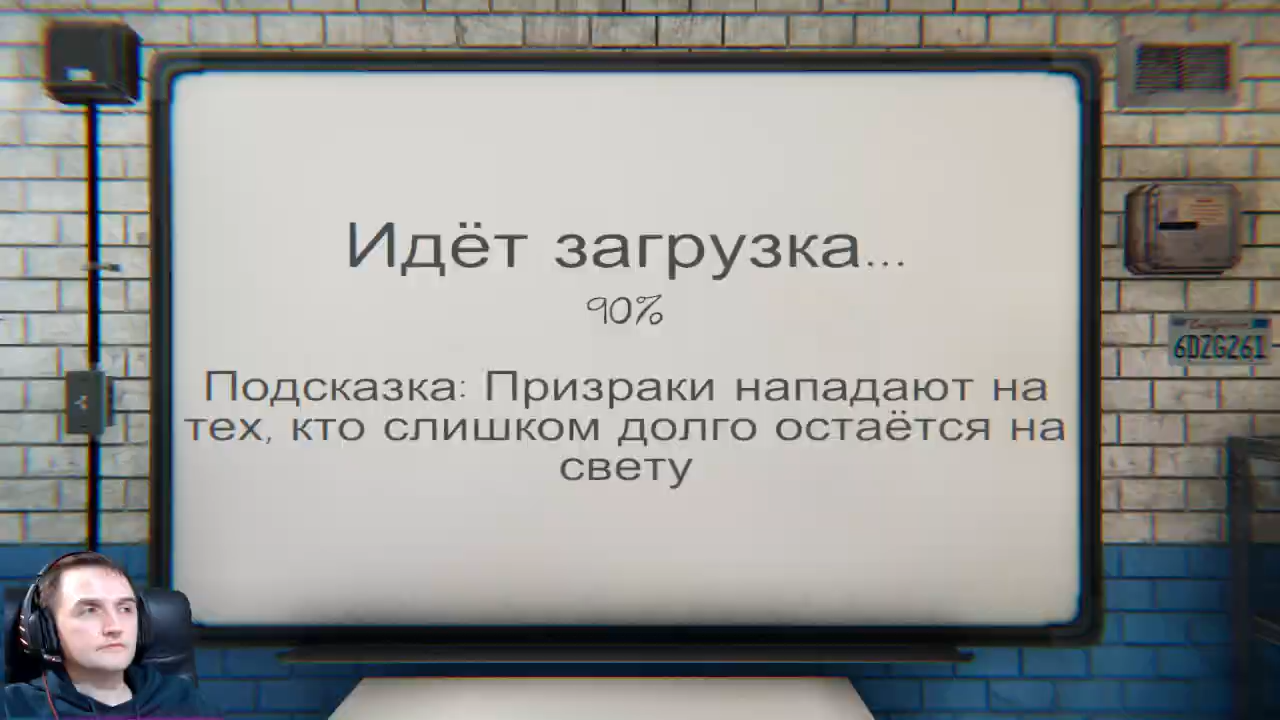 Идёт загрузка...
90%
6DZG261
Подсказка: Призраки нападают на
тех, кто слишком долго остаётся на
свету